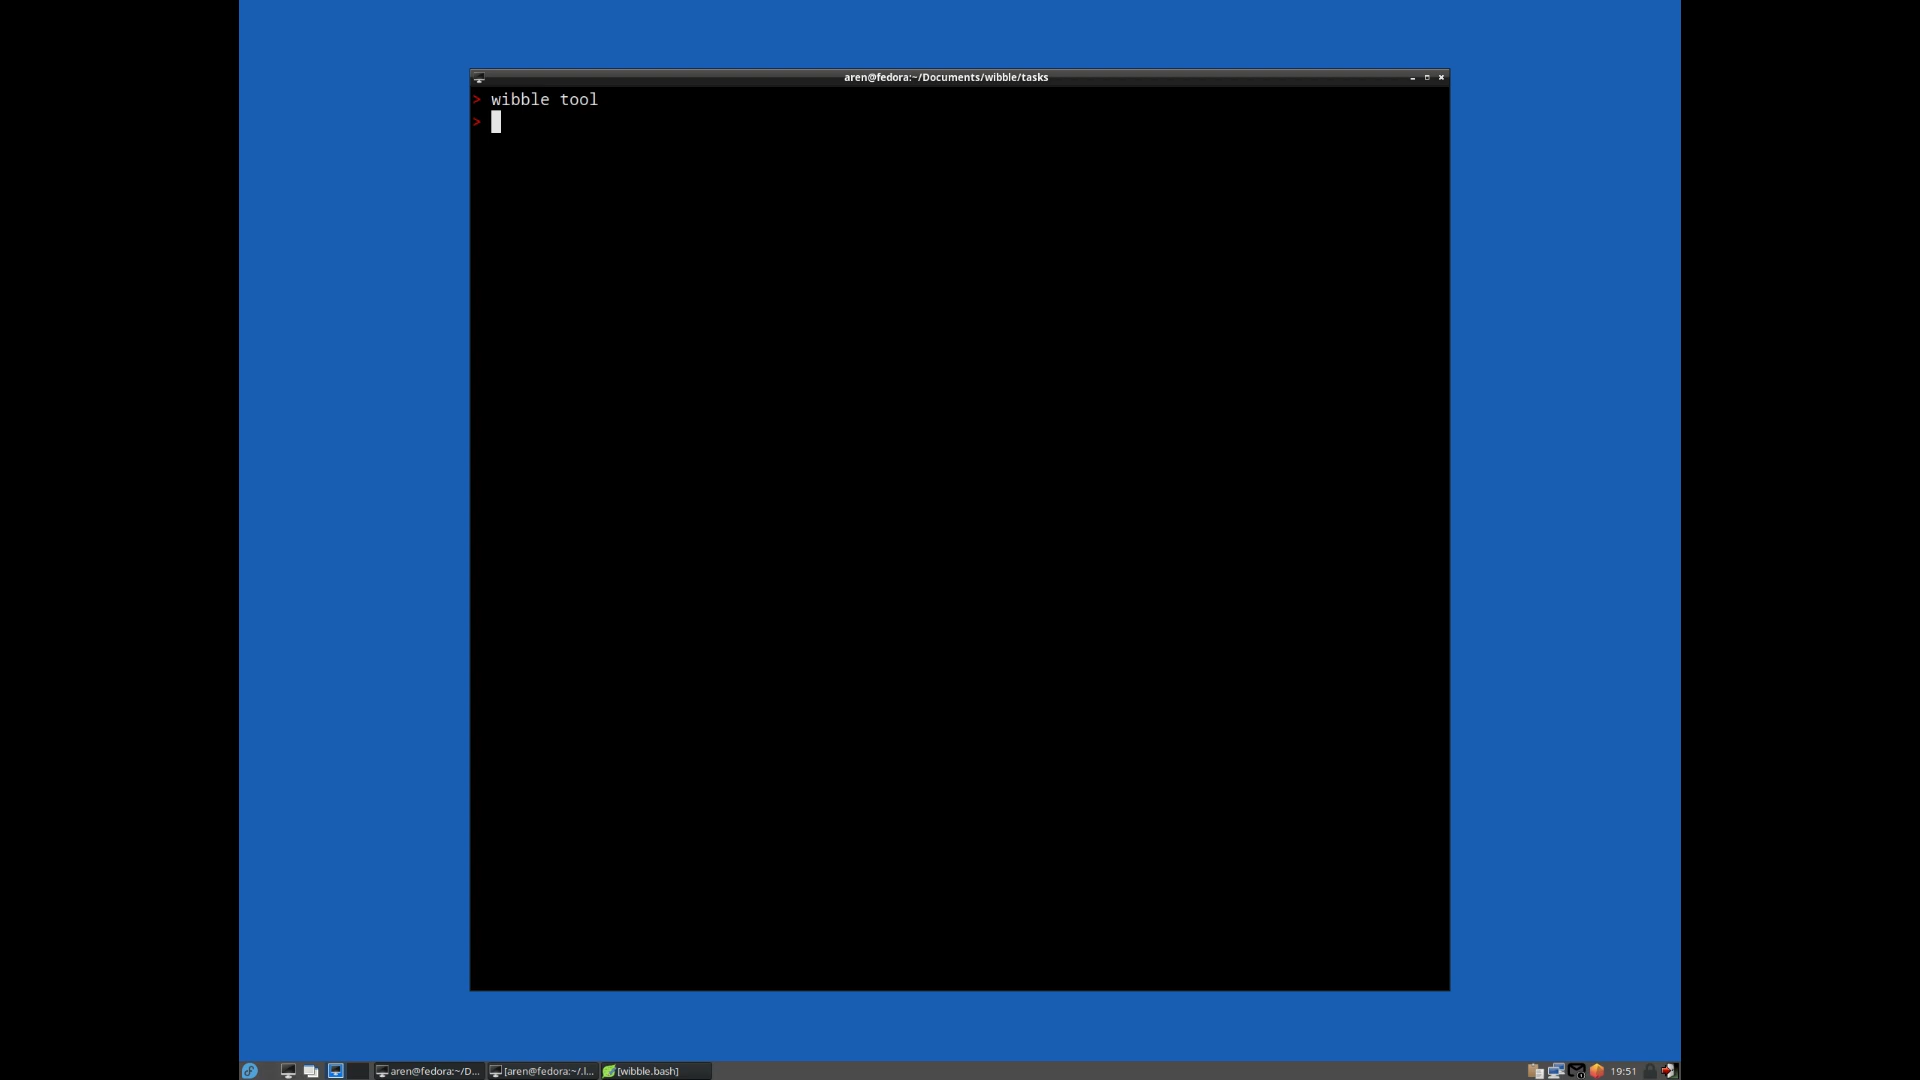 aren@fedora:~/Documents/wibble/tasks
> wibble tool
>
aren@fedora:~/D...
[aren@fedora:~/.l...
[wibble.bash]
19:51